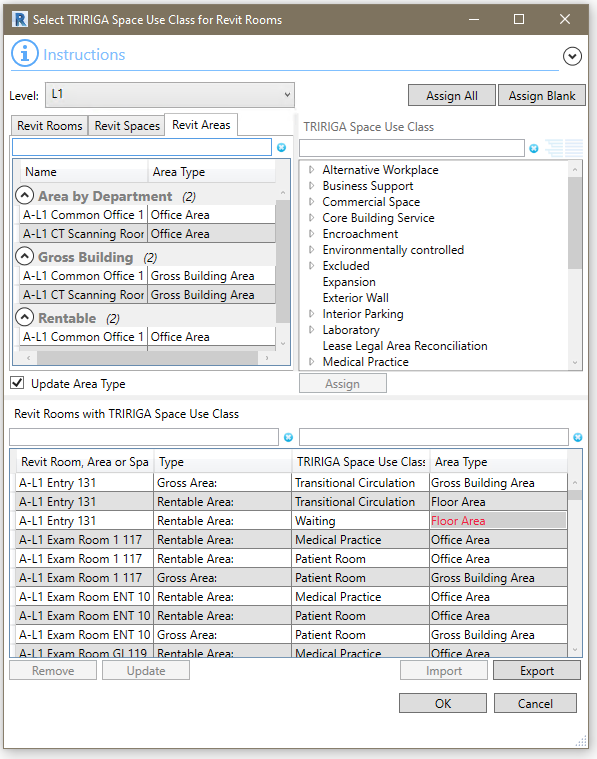 R Select TRIRIGA Space Use Class for Revit Rooms
i Instructions
Level: L1 Assign All Assign Blank
Revit Rooms Revit Spaces Revit Areas
TRIRIGA Space Use Class
Name Area Type
Area by Department (2)
A-L1 Common Office 1 Office Area
A-L1 CT Scanning Roor Office Area
Gross Building (2)
A-L1 Common Office 1 Gross Building Area
A-L1 CT Scanning Roor Gross Building Area
Rentable (2)
A-L1 Common Office 1 Office Area
Alternative Workplace
Business Support
Commercial Space
Core Building Service
Encroachment
Environmentally controlled
Excluded
Expansion
Exterior Wall
Interior Parking
Laboratory
Lease Legal Area Reconciliation
Medical Practice
Update Area Type
Assign
Revit Rooms with TRIRIGA Space Use Class
Revit Room, Area or Spa Type TRIRIGA Space Use Class Area Type
A-L1 Entry 131 Gross Area: Transitional Circulation Gross Building Area
A-L1 Entry 131 Rentable Area: Transitional Circulation Floor Area
A-L1 Entry 131 Rentable Area: Waiting Floor Area
A-L1 Exam Room 1 117 Rentable Area: Medical Practice Office Area
A-L1 Exam Room 1 117 Rentable Area: Patient Room Office Area
A-L1 Exam Room 1 117 Gross Area: Patient Room Gross Building Area
A-L1 Exam Room ENT 10 Rentable Area: Medical Practice Office Area
A-L1 Exam Room ENT 10 Rentable Area: Patient Room Office Area
A-L1 Exam Room ENT 10 Gross Area: Patient Room Gross Building Area
A-L1 Exam Room GI 119 Rentable Area: Medical Practice Office Area
Remove Update Import Export
OK Cancel